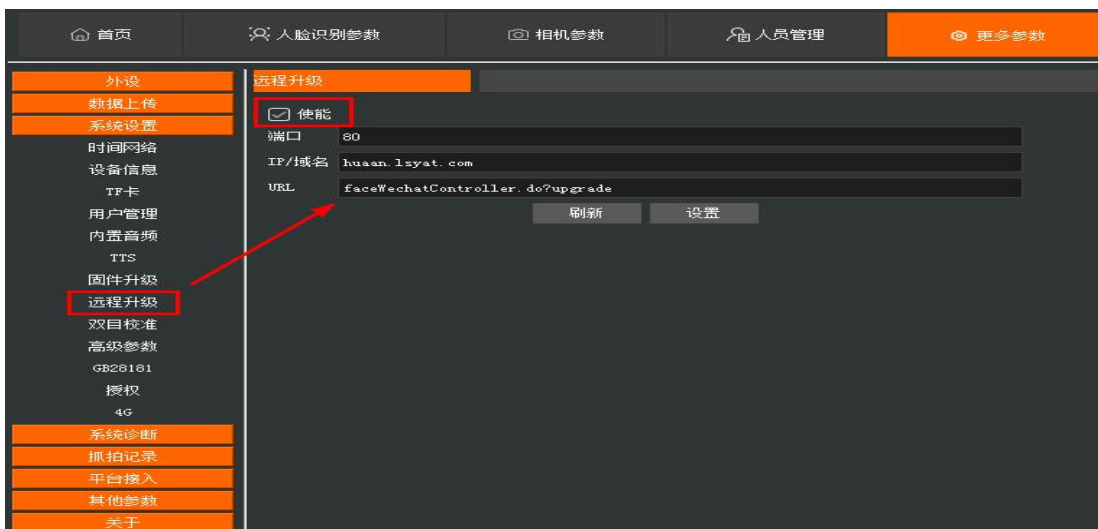 首页
人脸识别参数
相机参数
人员管理
更多参数
外设
数据上传
系统设置
时间网络
设备信息
TF卡
用户管理
内置音频
TTS
固件升级
远程升级
双目校准
高级参数
GB28181
授权
4G
系统诊断
抓拍记录
平台接入
其他参数
关于
远程升级
使能
端口 80
IP/域名 huaan.lsyat.com
URL faceWechatController.do?upgrade
刷新 设置